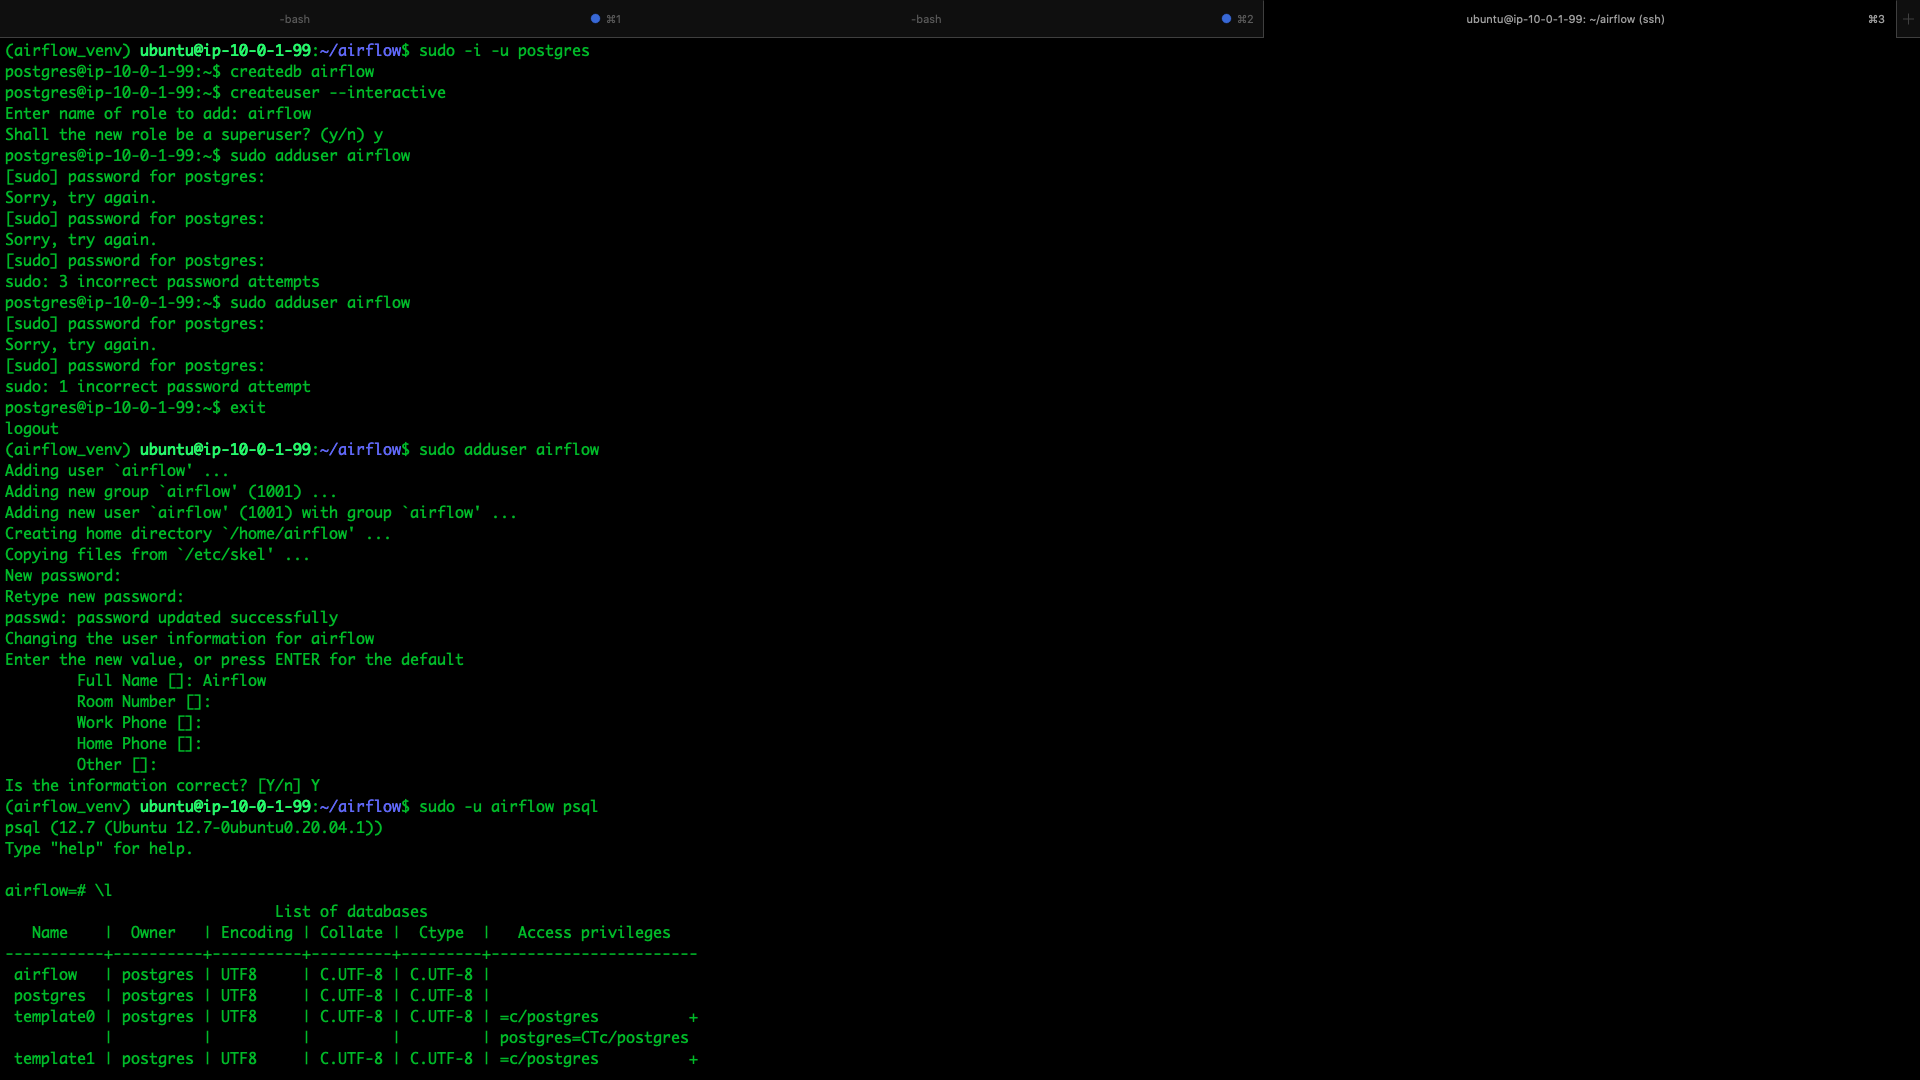 -bash ⌘1 -bash ⌘2 ubuntu@ip-10-0-1-99: ~/airflow (ssh) ⌘3 +
(airflow_venv) ubuntu@ip-10-0-1-99:~/airflow$ sudo -i -u postgres
postgres@ip-10-0-1-99:~$ createdb airflow
postgres@ip-10-0-1-99:~$ createuser --interactive
Enter name of role to add: airflow
Shall the new role be a superuser? (y/n) y
postgres@ip-10-0-1-99:~$ sudo adduser airflow
[sudo] password for postgres:
Sorry, try again.
[sudo] password for postgres:
Sorry, try again.
[sudo] password for postgres:
sudo: 3 incorrect password attempts
postgres@ip-10-0-1-99:~$ sudo adduser airflow
[sudo] password for postgres:
Sorry, try again.
[sudo] password for postgres:
sudo: 1 incorrect password attempt
postgres@ip-10-0-1-99:~$ exit
logout
(airflow_venv) ubuntu@ip-10-0-1-99:~/airflow$ sudo adduser airflow
Adding user `airflow' ...
Adding new group `airflow' (1001) ...
Adding new user `airflow' (1001) with group `airflow' ...
Creating home directory `/home/airflow' ...
Copying files from `/etc/skel' ...
New password:
Retype new password:
passwd: password updated successfully
Changing the user information for airflow
Enter the new value, or press ENTER for the default
        Full Name []: Airflow
        Room Number []:
        Work Phone []:
        Home Phone []:
        Other []:
Is the information correct? [Y/n] Y
(airflow_venv) ubuntu@ip-10-0-1-99:~/airflow$ sudo -u airflow psql
psql (12.7 (Ubuntu 12.7-0ubuntu0.20.04.1))
Type "help" for help.

airflow=# \l
                              List of databases
   Name    |  Owner   | Encoding | Collate |  Ctype  |   Access privileges
-----------+----------+----------+---------+---------+-----------------------
 airflow   | postgres | UTF8     | C.UTF-8 | C.UTF-8 |
 postgres  | postgres | UTF8     | C.UTF-8 | C.UTF-8 |
 template0 | postgres | UTF8     | C.UTF-8 | C.UTF-8 | =c/postgres          +
           |          |          |         |         | postgres=CTc/postgres
 template1 | postgres | UTF8     | C.UTF-8 | C.UTF-8 | =c/postgres          +